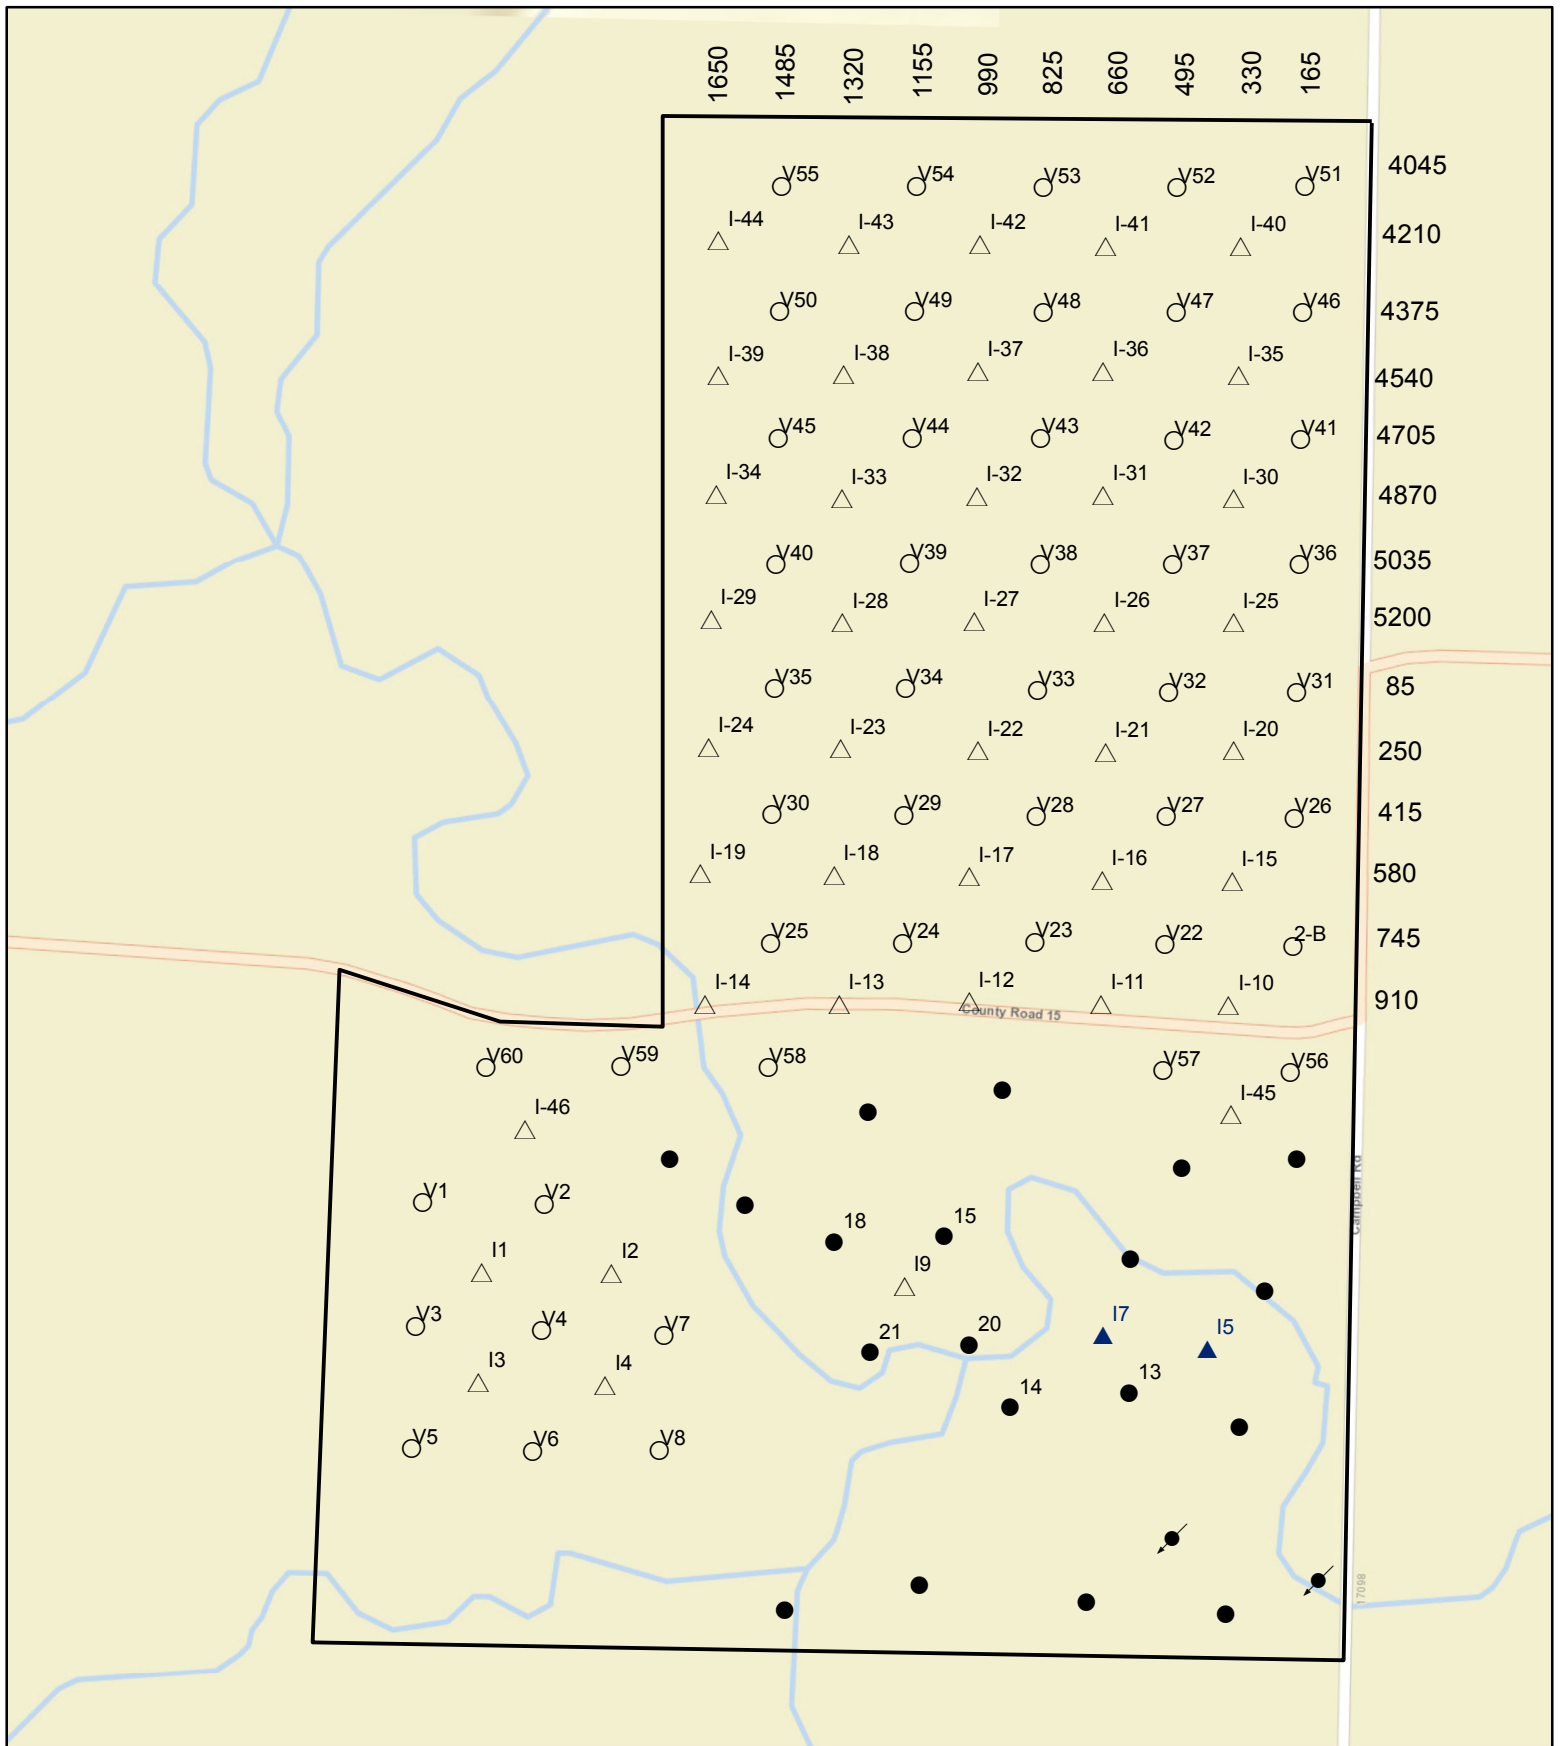 1650 1485 1320 1155 990 825 660 495 330 165
V55 V54 V53 V52 V51 4045
I-44 I-43 I-42 I-41 I-40 4210
V50 V49 V48 V47 V46 4375
I-39 I-38 I-37 I-36 I-35 4540
V45 V44 V43 V42 V41 4705
I-34 I-33 I-32 I-31 I-30 4870
V40 V39 V38 V37 V36 5035
I-29 I-28 I-27 I-26 I-25 5200
V35 V34 V33 V32 V31 85
I-24 I-23 I-22 I-21 I-20 250
V30 V29 V28 V27 V26 415
I-19 I-18 I-17 I-16 I-15 580
V25 V24 V23 V22 2-B 745
I-14 I-13 I-12 I-11 I-10 910
County Road 15
V60 V59 V58 V57 V56
I-46 I-45
Campbell Rd
V1 V2
18 15
I1 I2 I9
V3 V4 V7 I7 I5
21 20
I3 I4 13
14
V5 V6 V8
17098